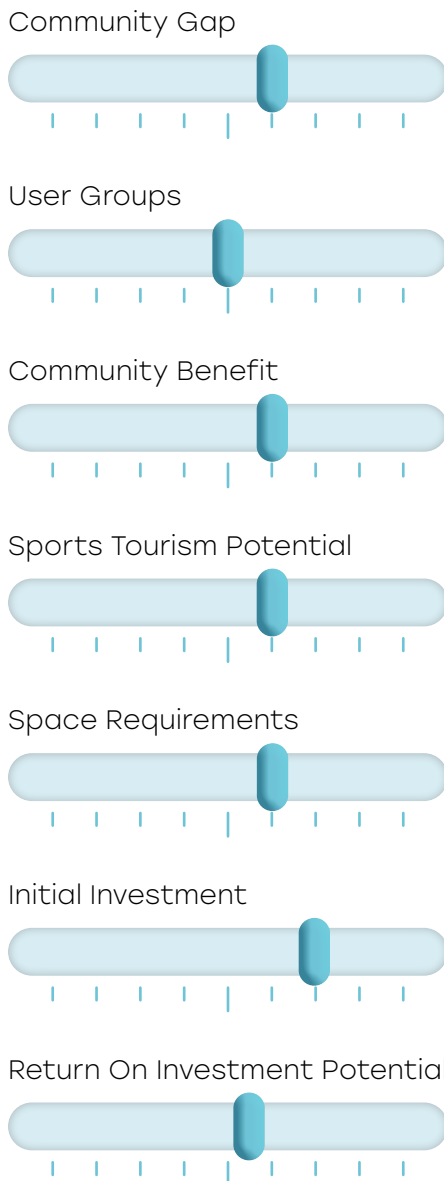 Community Gap
User Groups
Community Benefit
Sports Tourism Potential
Space Requirements
Initial Investment
Return On Investment Potentia